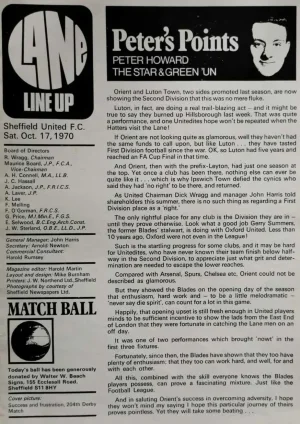 LANE
LINE UP
Sheffield United F.C.
Sat. Oct. 17, 1970
Board of Directors
R. Wragg, Chairman
Maurice Board, J.P., F.C.A.,
Vice-Chairman
A. H. Connell, M.A., LL.B.
J. C. Hassall
A. Jackson, J.P., F.R.I.C.S.
A. Laver, J.P.
K. Lee
F. Melling
F. O'Gorman, F.R.C.S.
M. Sheldon, B.C.English Const.
J. W. Sterland, O.B.E., LL.D., J.P.
General Manager: John Harris
Secretary: Arnold Newton
Commercial Consultant:
Harold Rumsey
Magazine editor: Harold Martin
Layout and design: Mike Burnham
Printers: J. W. Northend Ltd., Sheffield
Photographs by courtesy of
Sheffield Newspapers Ltd.
MATCH BALL
Today's ball has been generously
donated by Walter W. Beach
Signs, 155 Ecclesall Road,
Sheffield S11 8HY
Cover picture:
Success and frustration, 204th Derby
Match
Peter's Points
PETER HOWARD
THE STAR & GREEN 'UN
Orient and Luton Town, two sides promoted last season, are now
showing the Second Division that this was no mere fluke.
Luton, in fact, are doing a real trail-blazing act – and it might be
true to say they burned up Hillsborough last week. That was quite
a performance, and one Unitedites hope won't be repeated when the
Hatters visit the Lane!
If Orient are not looking quite as glamorous, well they haven't had
the same funds to call upon, but like Luton . . . they have tasted
First Division football since the war. OK, so Luton had five years and
reached an FA Cup Final in that time.
And Orient, then with the prefix–Leyton, had just one season at
the top. Yet once a club has been there, nothing else can ever be
quite like it . . . which is why Ipswich Town defied the cynics who
said they had 'no right' to be there, and returned.
As United Chairman Dick Wragg and manager John Harris told
shareholders this summer, there is no such thing as regarding a First
Division place as a 'right.'
The only rightful place for any club is the Division they are in –
until they prove otherwise. Look what a good job Gerry Summers,
the former Blades' stalwart, is doing with Oxford United. Less than
10 years ago, Oxford were not even in the League!
Such is the startling progress for some clubs, and it may be hard
for Unitedites, who have never known their team finish below half-
way in the Second Division, to appreciate just what grit and deter-
mination are needed to escape the lower reaches.
Compared with Arsenal, Spurs, Chelsea etc. Orient could not be
described as glamorous.
But they showed the Blades on the opening day of the season
that enthusiasm, hard work and – to be a little melodramatic –
'never say die spirit', can count for a lot in this game.
Happily, that opening upset is still fresh enough in United players
minds to be sufficient incentive to show the lads from the East End
of London that they were fortunate in catching the Lane men on an
off day.
It was one of two performances which brought 'nowt' in the
first three fixtures.
Fortunately, since then, the Blades have shown that they too have
plenty of enthusiasm: that they too can work hard, and well, for and
with each other.
All this, combined with the skill everyone knows the Blades
players possess, can prove a fascinating mixture. Just like the
Football League.
And in saluting Orient's success in overcoming adversity, I hope
they won't mind my saying I hope this particular journey of theirs
proves pointless. Yet they will take some beating . . .